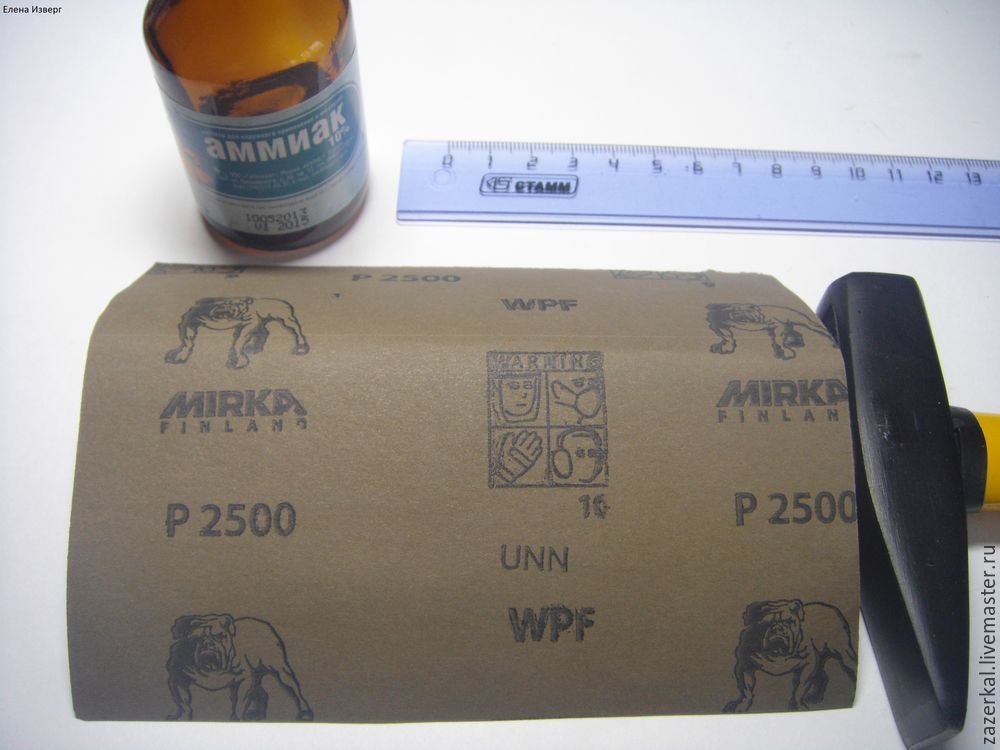 Елена Изверг
аммиак
10%
10052012
01 2015
0 1 2 3 4 5 6 7 8 9 10 11 12 13
СТАММ
P 2500
WPF
WARNING
MIRKA MIRKA
FINLAND FINLAND
P 2500 P 2500
16
UNN
WPF
zazerkal.livemaster.ru